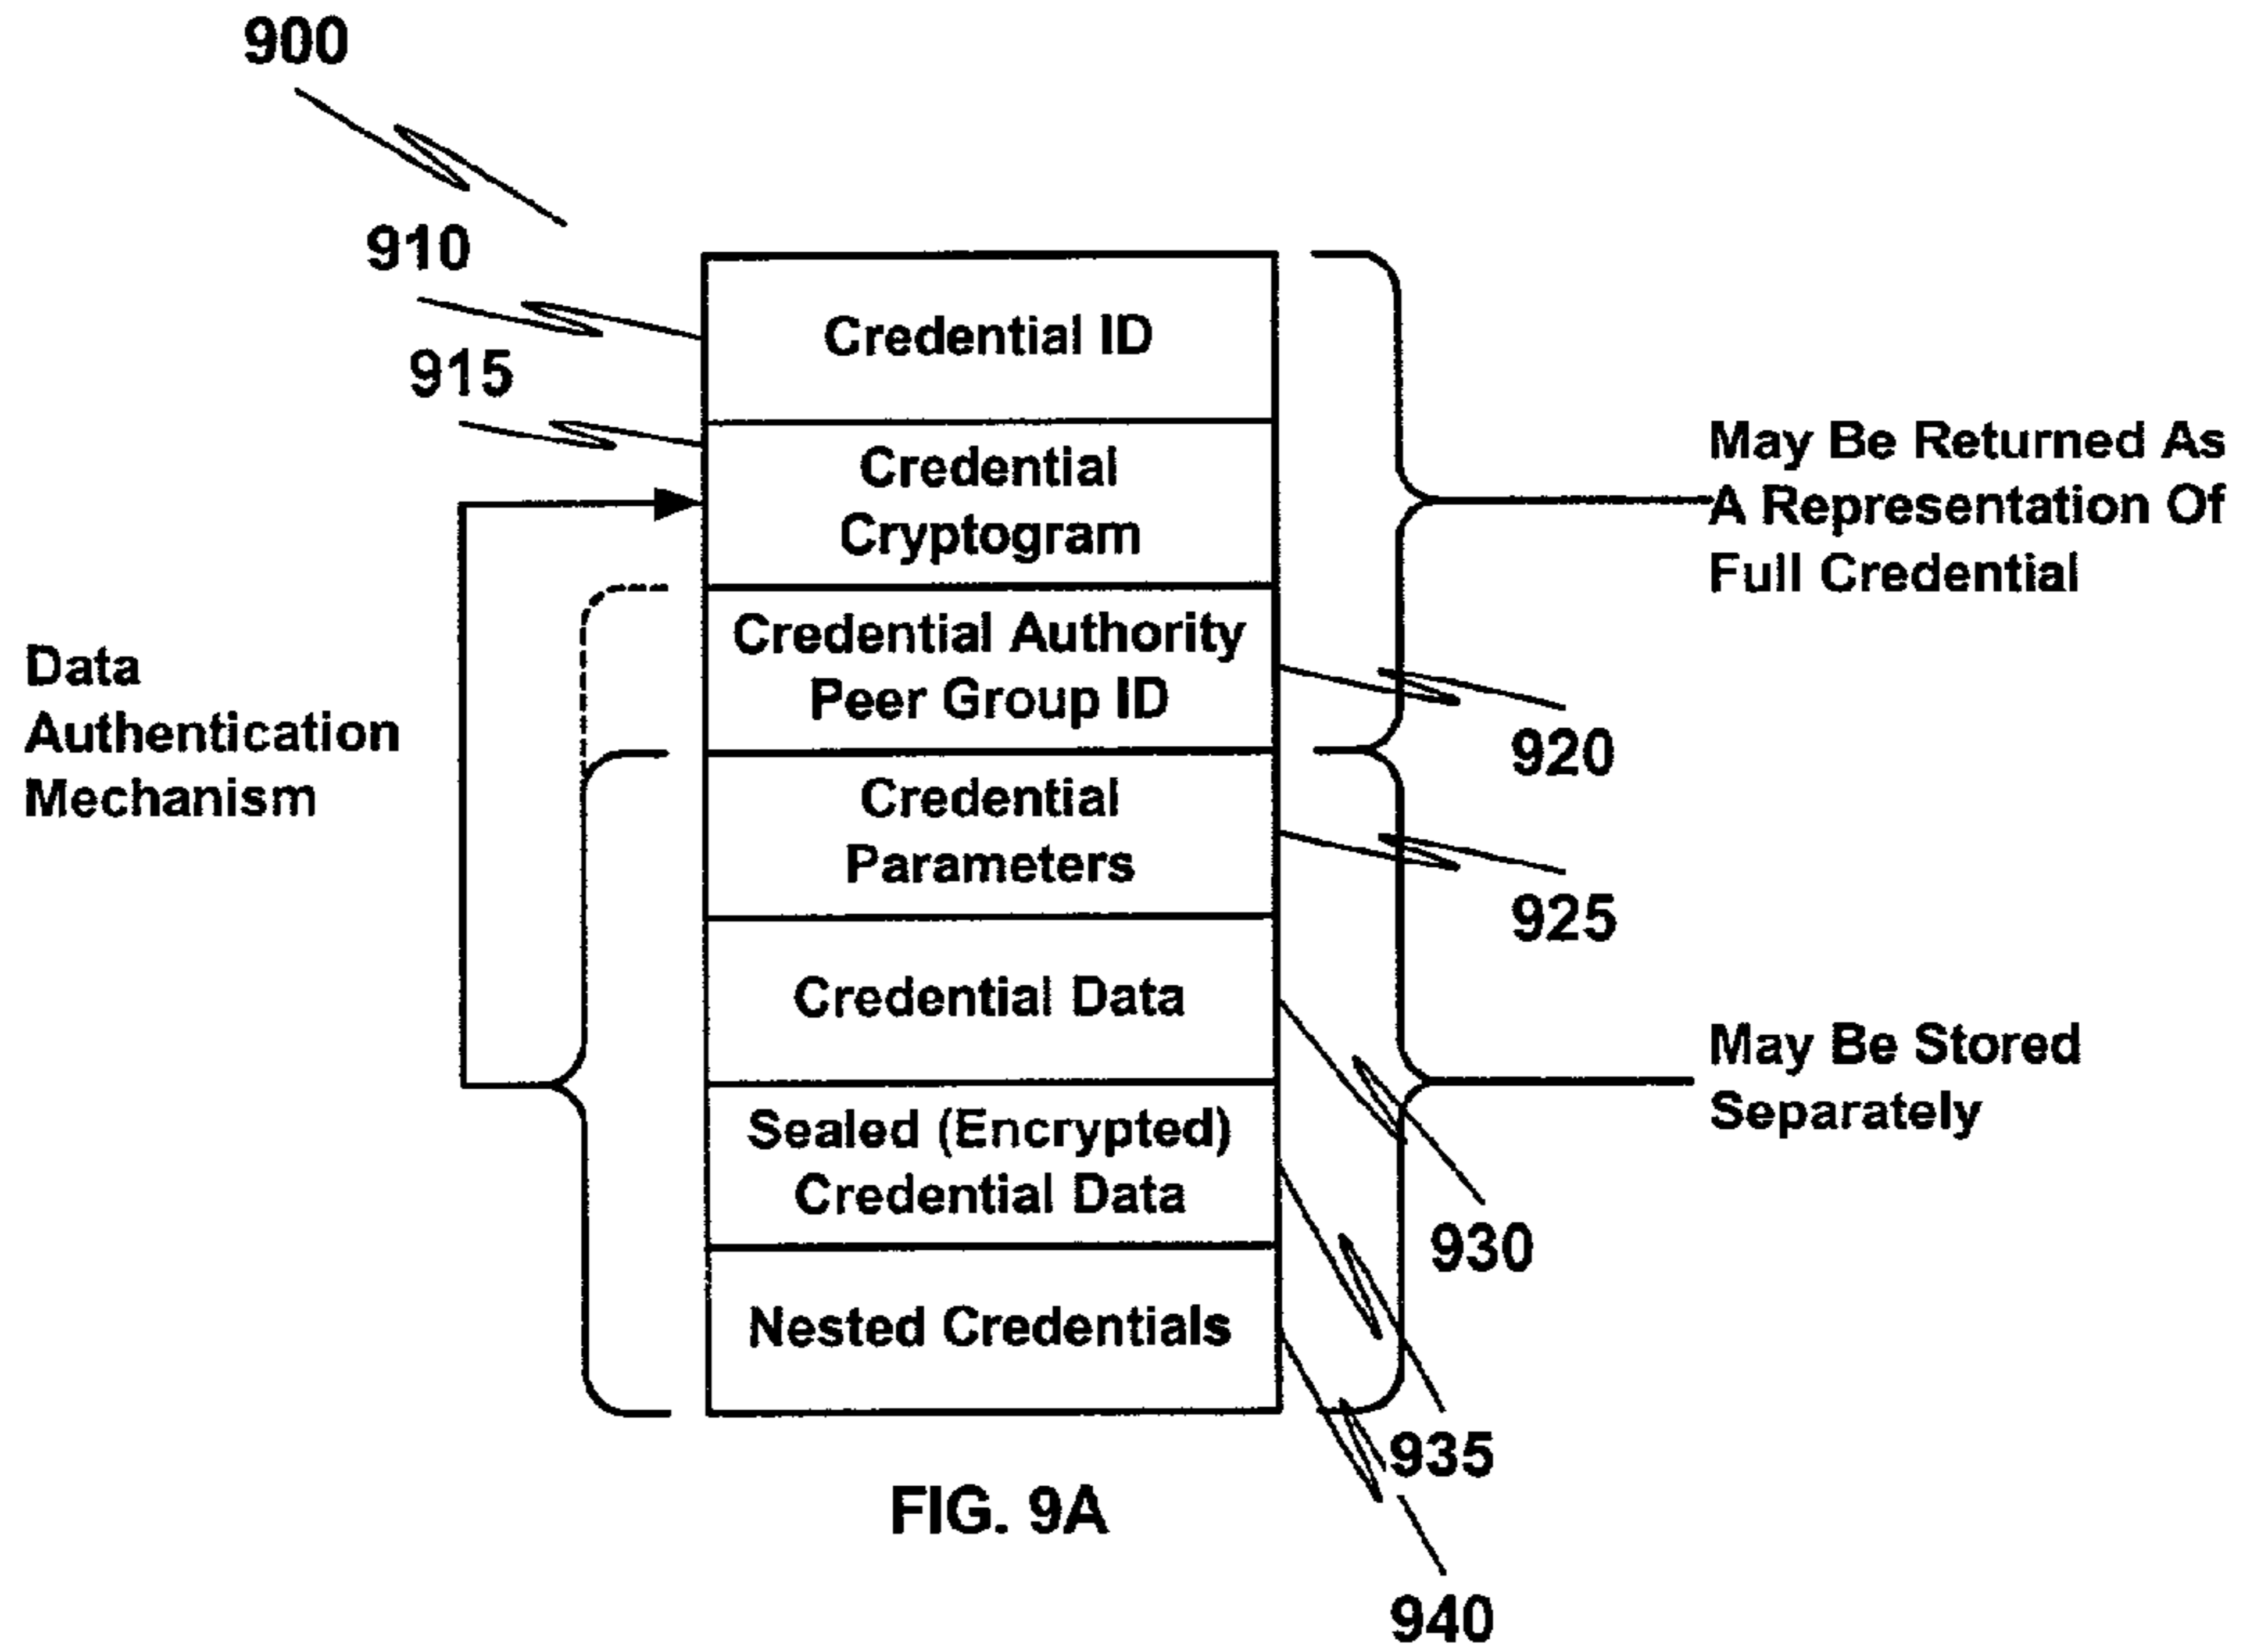 900
910
915
Credential ID
Credential
Cryptogram
Credential Authority
Peer Group ID
Credential
Parameters
Credential Data
Sealed (Encrypted)
Credential Data
Nested Credentials
Data
Authentication
Mechanism
May Be Returned As
A Representation Of
Full Credential
920
925
May Be Stored
Separately
930
935
940
FIG. 9A